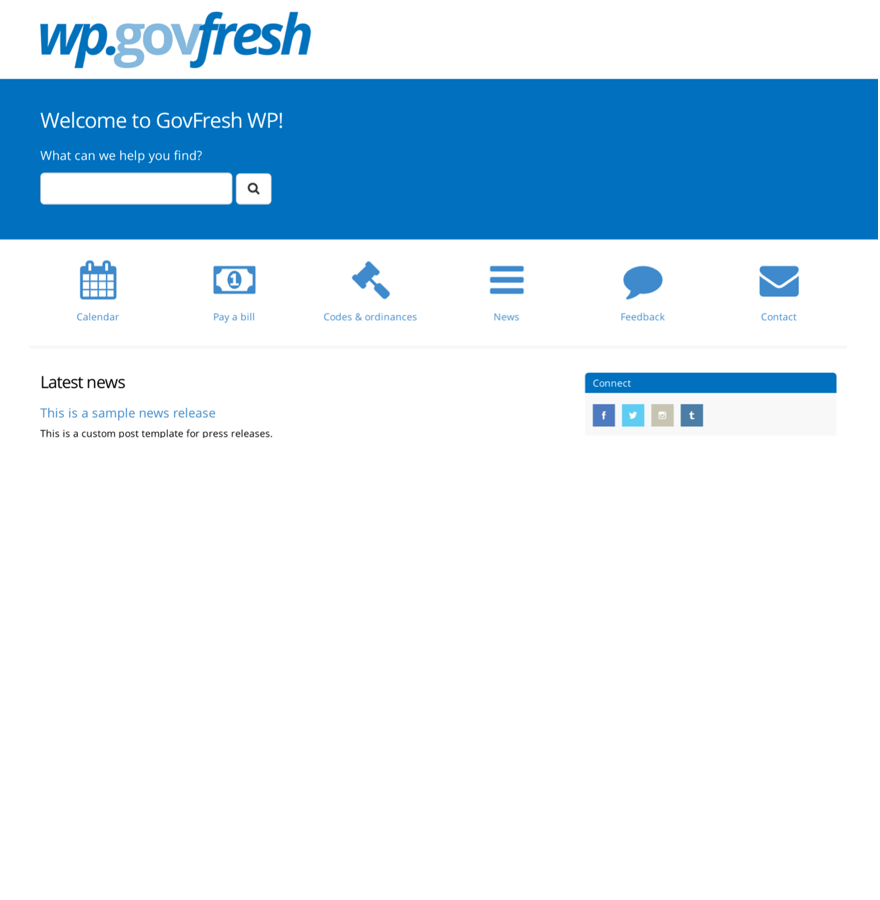 wp.govfresh
Welcome to GovFresh WP!
What can we help you find?
1
Calendar
Pay a bill
Codes & ordinances
News
Feedback
Contact
Latest news
This is a sample news release
This is a custom post template for press releases.
Connect
f
t